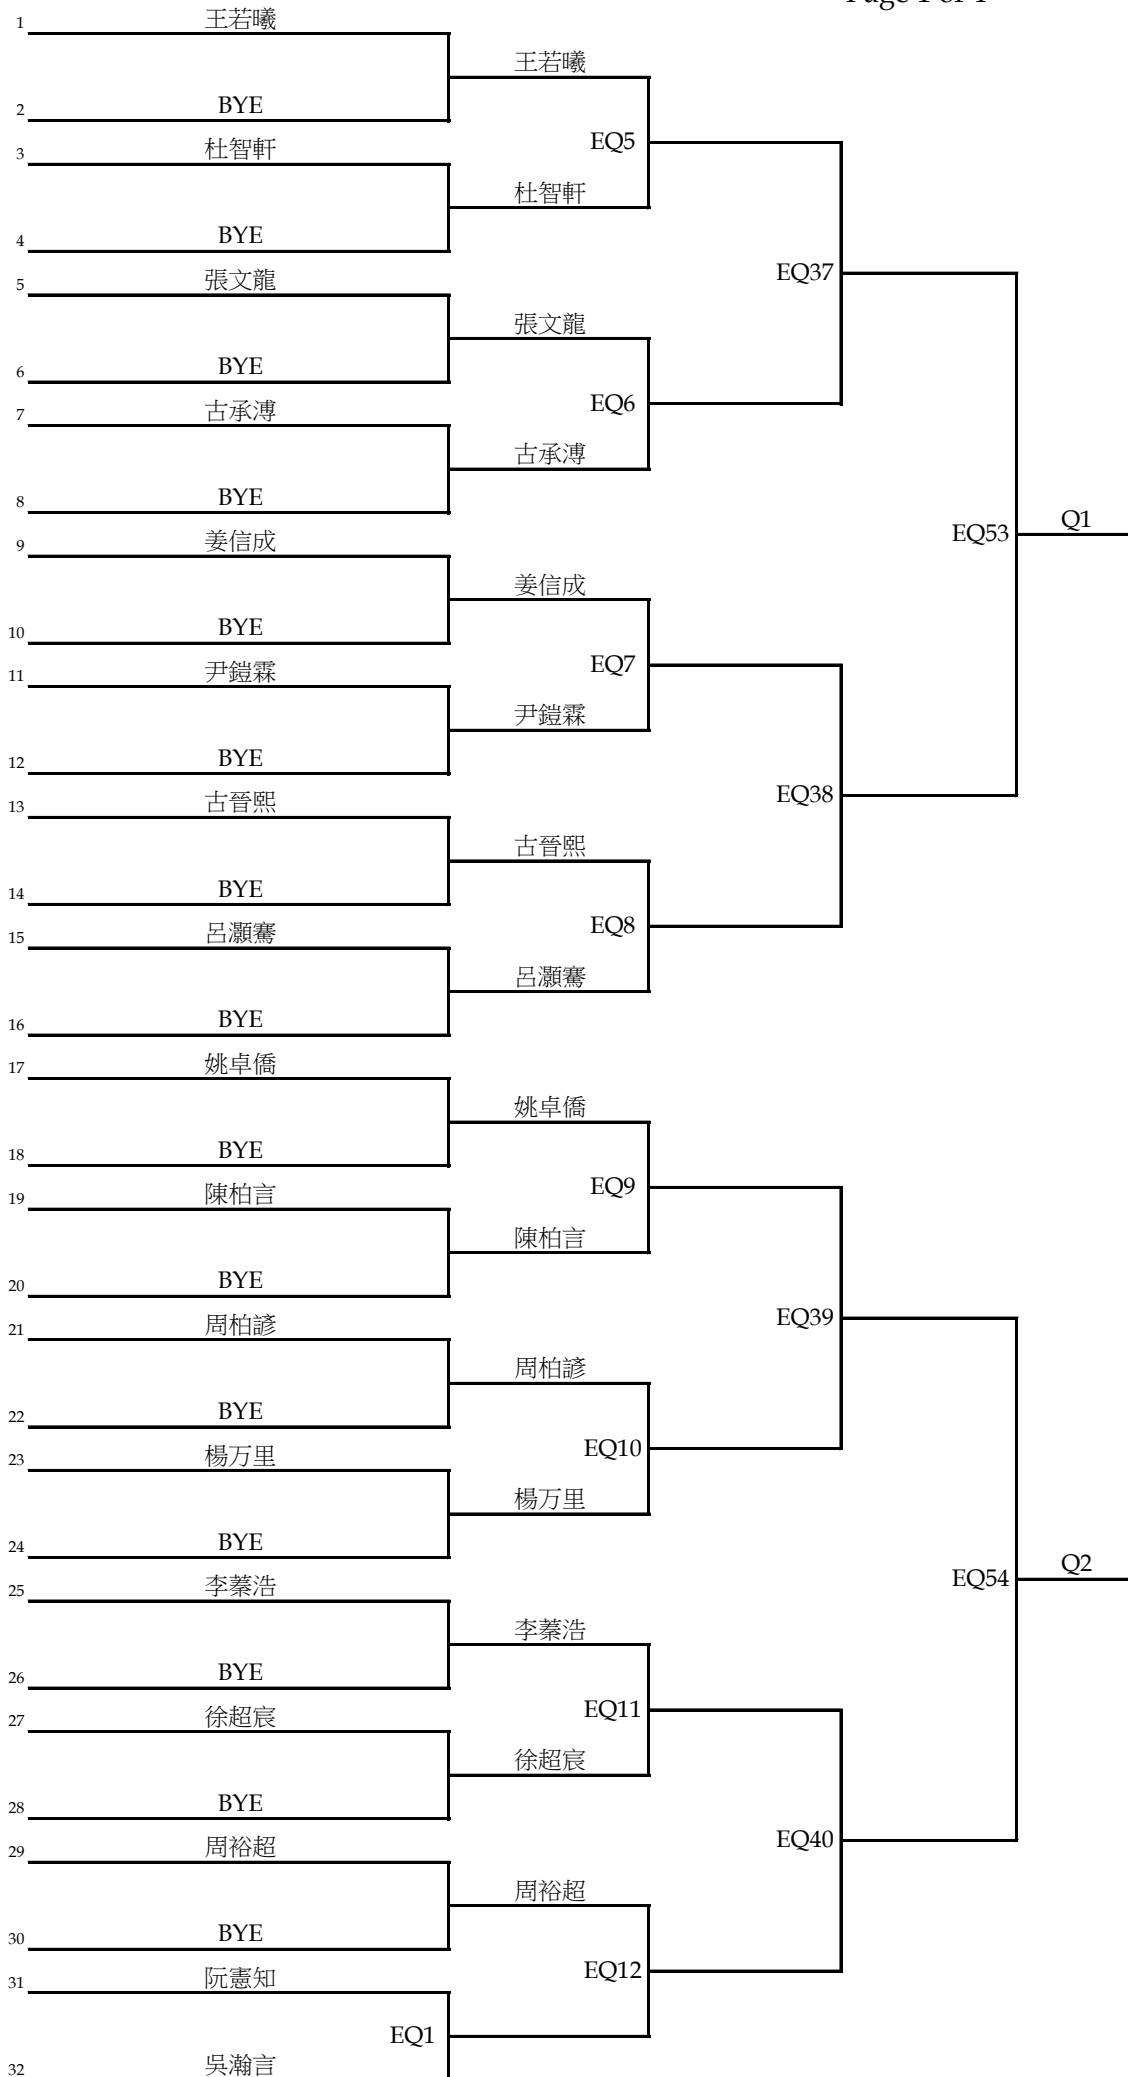 Page 1 of 4
1 王若曦
王若曦
2 BYE
3 杜智軒
EQ5
杜智軒
4 BYE
EQ37
5 張文龍
張文龍
6 BYE
EQ6
7 古承溥
古承溥
8 BYE
EQ53 Q1
9 姜信成
姜信成
10 BYE
EQ7
11 尹鎧霖
尹鎧霖
12 BYE
EQ38
13 古晉熙
古晉熙
14 BYE
EQ8
15 呂灝騫
呂灝騫
16 BYE
17 姚卓僑
姚卓僑
18 BYE
EQ9
19 陳柏言
陳柏言
20 BYE
EQ39
21 周柏諺
周柏諺
22 BYE
EQ10
23 楊万里
楊万里
24 BYE
EQ54 Q2
25 李蓁浩
李蓁浩
26 BYE
EQ11
27 徐超宸
徐超宸
28 BYE
EQ40
29 周裕超
周裕超
30 BYE
EQ12
31 阮憲知
EQ1
32 吳瀚言